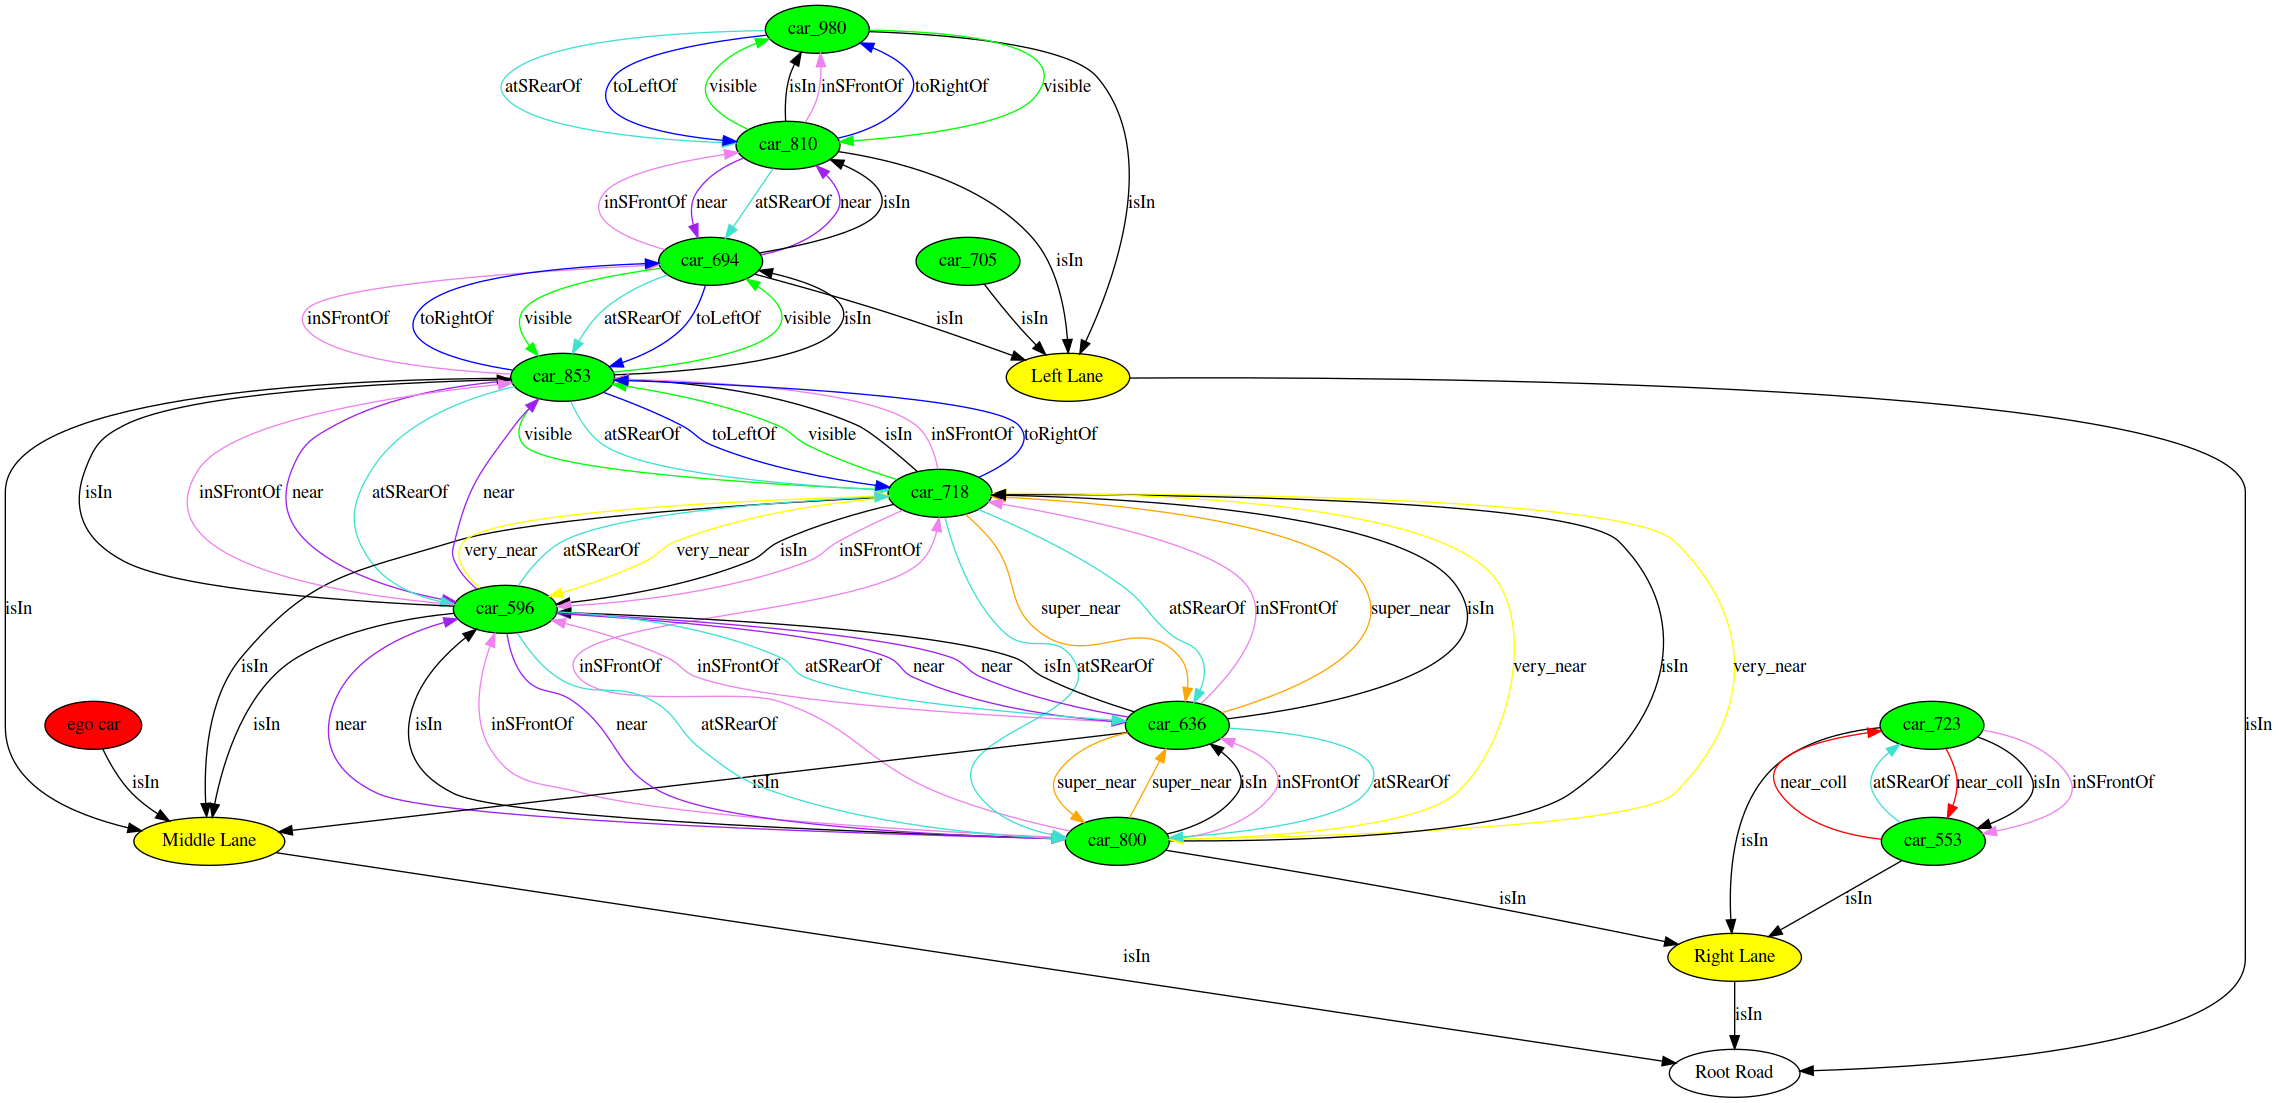 car_980
atSRearOf toLeftOf visible isIn inSFrontOf toRightOf visible
car_810
inSFrontOf near atSRearOf near isIn isIn
car_694 car_705
inSFrontOf toRightOf visible atSRearOf toLeftOf visible isIn isIn isIn isIn
car_853 Left Lane
visible atSRearOf toLeftOf visible isIn inSFrontOf toRightOf
isIn inSFrontOf near atSRearOf near car_718
very_near atSRearOf very_near isIn inSFrontOf
isIn car_596 super_near atSRearOf inSFrontOf super_near isIn
isIn inSFrontOf inSFrontOf atSRearOf near near isIn atSRearOf very_near isIn very_near
ego car isIn near isIn inSFrontOf near atSRearOf car_636 car_723 isIn
isIn isIn super_near super_near isIn inSFrontOf atSRearOf near_coll atSRearOf near_coll isIn inSFrontOf
Middle Lane car_800 isIn car_553
isIn isIn
isIn Right Lane
isIn
Root Road